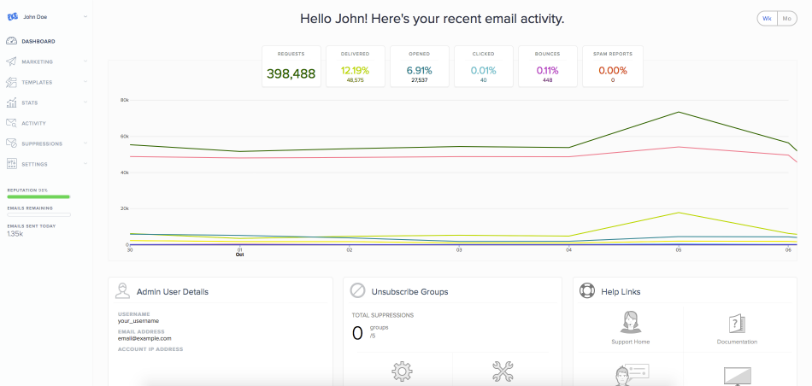 John Doe
Hello John! Here's your recent email activity.
Wk Mo
DASHBOARD
MARKETING
TEMPLATES
STATS
ACTIVITY
SUPPRESSIONS
SETTINGS
EMAILS REMAINING
EMAILS SENT TODAY
1.35k
REQUESTS
398,488
DELIVERED
12.19%
48,575
OPENED
6.91%
27,537
CLICKED
0.01%
40
BOUNCES
0.11%
448
SPAM REPORTS
0.00%
0
80k
60k
40k
20k
0
30 01 02 03 04 05 06
Oct
Admin User Details
USERNAME
your_username
EMAIL ADDRESS
email@example.com
ACCOUNT IP ADDRESS
Unsubscribe Groups
TOTAL SUPPRESSIONS
0 groups
Help Links
Support Home
Documentation